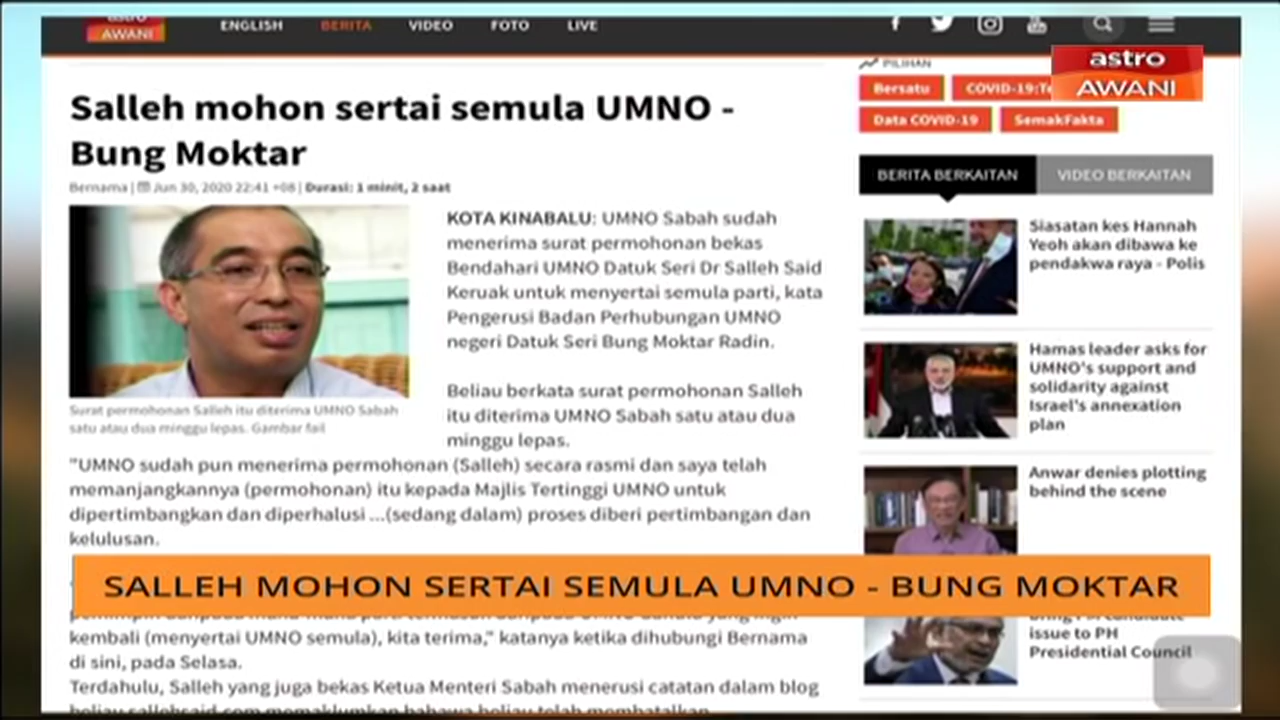 astro
AWANI
ENGLISH
BERITA
VIDEO
FOTO
LIVE
astro
AWANI
PILIHAN
Bersatu
COVID-19:Te
Data COVID-19
SemakFakta
Salleh mohon sertai semula UMNO -
Bung Moktar
Bernama | Jun 30, 2020 22:41 +08 | Durasi: 1 minit, 2 saat
Surat permohonan Salleh itu diterima UMNO Sabah
satu atau dua minggu lepas. Gambar fail
KOTA KINABALU: UMNO Sabah sudah
menerima surat permohonan bekas
Bendahari UMNO Datuk Seri Dr Salleh Said
Keruak untuk menyertai semula parti, kata
Pengerusi Badan Perhubungan UMNO
negeri Datuk Seri Bung Moktar Radin.
Beliau berkata surat permohonan Salleh
itu diterima UMNO Sabah satu atau dua
minggu lepas.
"UMNO sudah pun menerima permohonan (Salleh) secara rasmi dan saya telah
memanjangkannya (permohonan) itu kepada Majlis Tertinggi UMNO untuk
dipertimbangkan dan diperhalusi ...(sedang dalam) proses diberi pertimbangan dan
kelulusan.
kembali (menyertai UMNO semula), kita terima," katanya ketika dihubungi Bernama
di sini, pada Selasa.
Terdahulu, Salleh yang juga bekas Ketua Menteri Sabah menerusi catatan dalam blog
beliau sallehsaid.com memaklumkan bahawa beliau telah membatalkan
BERITA BERKAITAN
VIDEO BERKAITAN
Siasatan kes Hannah
Yeoh akan dibawa ke
pendakwa raya - Polis
Hamas leader asks for
UMNO's support and
solidarity against
Israel's annexation
plan
Anwar denies plotting
behind the scene
issue to PH
Presidential Council
SALLEH MOHON SERTAI SEMULA UMNO - BUNG MOKTAR